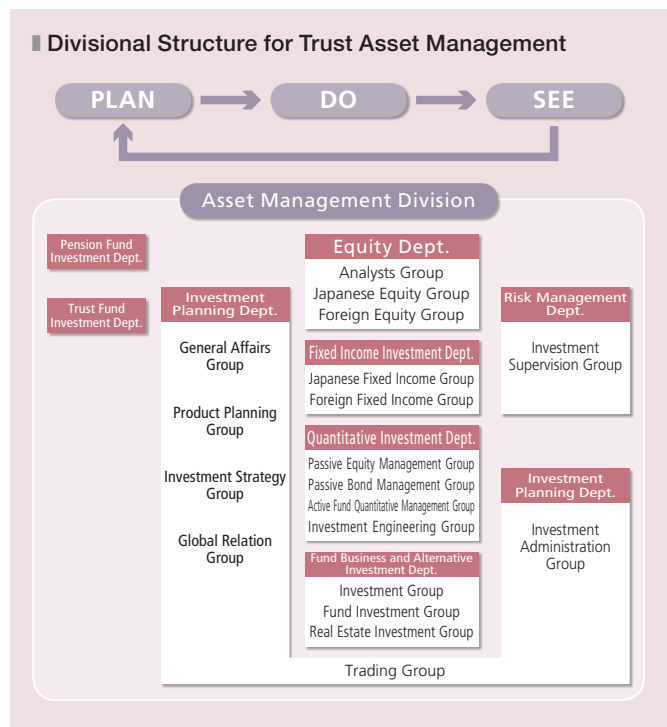 Divisional Structure for Trust Asset Management
PLAN
DO
SEE
Asset Management Division
Pension Fund
Investment Dept.
Trust Fund
Investment Dept.
Investment
Planning Dept.
General Affairs
Group
Product Planning
Group
Investment Strategy
Group
Global Relation
Group
Equity Dept.
Analysts Group
Japanese Equity Group
Foreign Equity Group
Fixed Income Investment Dept.
Japanese Fixed Income Group
Foreign Fixed Income Group
Quantitative Investment Dept.
Passive Equity Management Group
Passive Bond Management Group
Active Fund Quantitative Management Group
Investment Engineering Group
Fund Business and Alternative
Investment Dept.
Investment Group
Fund Investment Group
Real Estate Investment Group
Risk Management
Dept.
Investment
Supervision Group
Investment
Planning Dept.
Investment
Administration
Group
Trading Group